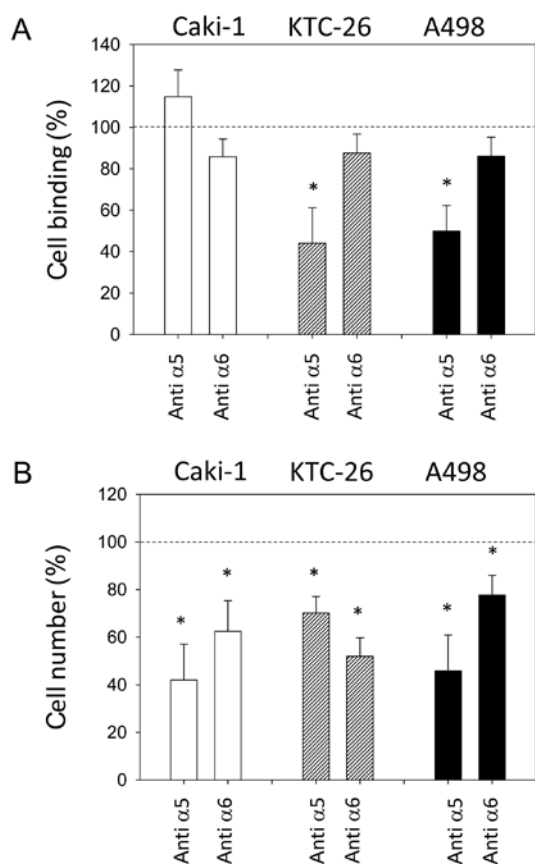 A
Caki-1 KTC-26 A498
Cell binding (%)
140
120
100
80
60
40
20
0
* *
Anti α5 Anti α6 Anti α5 Anti α6 Anti α5 Anti α6
B
Caki-1 KTC-26 A498
Cell number (%)
120
100
80
60
40
20
0
* * * * * *
Anti α5 Anti α6 Anti α5 Anti α6 Anti α5 Anti α6